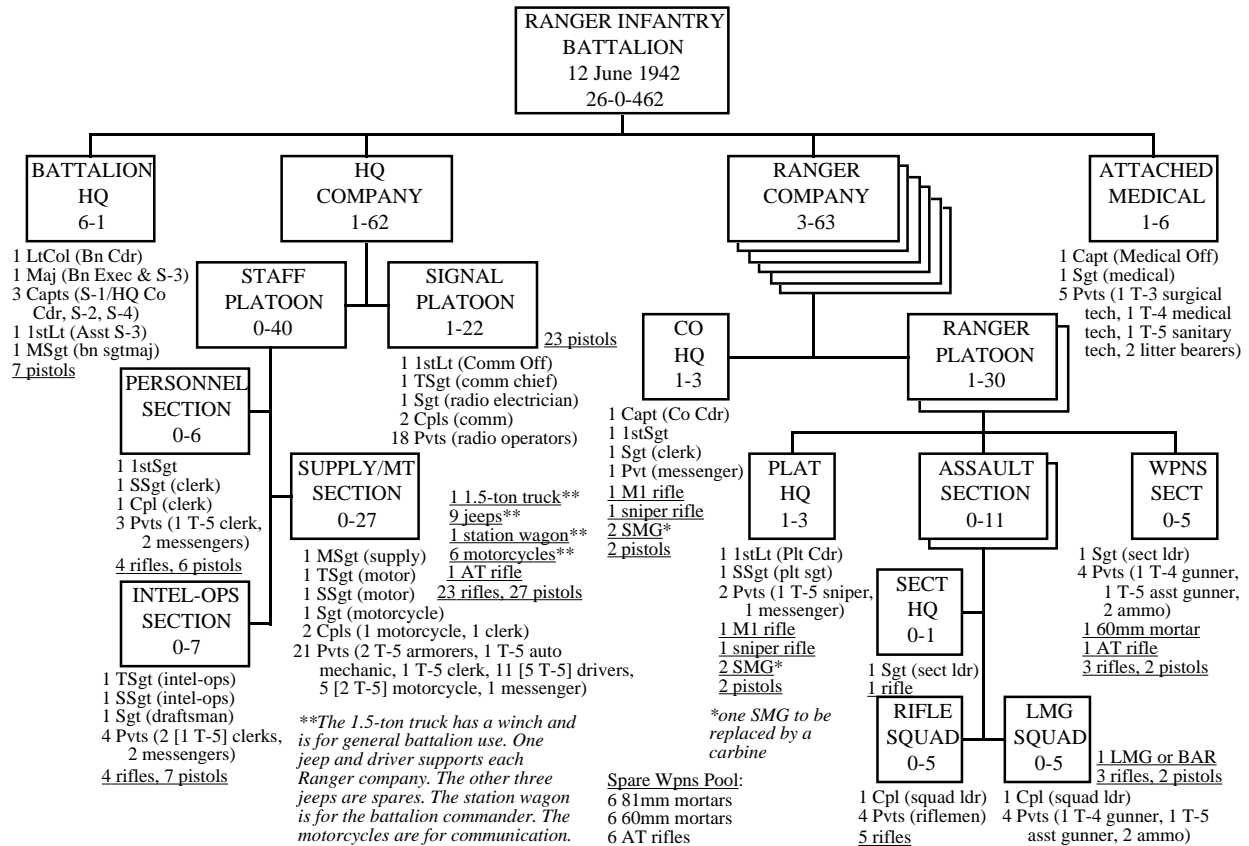 RANGER INFANTRY
BATTALION
12 June 1942
26-0-462
BATTALION
HQ
6-1
1 LtCol (Bn Cdr)
1 Maj (Bn Exec & S-3)
3 Capts (S-1/HQ Co
Cdr, S-2, S-4)
1 1stLt (Asst S-3)
1 MSgt (bn sgtmaj)
7 pistols
HQ
COMPANY
1-62
STAFF
PLATOON
0-40
SIGNAL
PLATOON
1-22
23 pistols
1 1stLt (Comm Off)
1 TSgt (comm chief)
1 Sgt (radio electrician)
2 Cpls (comm)
18 Pvts (radio operators)
PERSONNEL
SECTION
0-6
1 1stSgt
1 SSgt (clerk)
1 Cpl (clerk)
3 Pvts (1 T-5 clerk,
2 messengers)
4 rifles, 6 pistols
INTEL-OPS
SECTION
0-7
1 TSgt (intel-ops)
1 SSgt (intel-ops)
1 Sgt (draftsman)
4 Pvts (2 [1 T-5] clerks,
2 messengers)
4 rifles, 7 pistols
SUPPLY/MT
SECTION
0-27
1 MSgt (supply)
1 TSgt (motor)
1 SSgt (motor)
1 Sgt (motorcycle)
2 Cpls (1 motorcycle, 1 clerk)
21 Pvts (2 T-5 armorers, 1 T-5 auto
mechanic, 1 T-5 clerk, 11 [5 T-5] drivers,
5 [2 T-5] motorcycle, 1 messenger)
1 1.5-ton truck**
9 jeeps**
1 station wagon**
6 motorcycles**
1 AT rifle
23 rifles, 27 pistols
**The 1.5-ton truck has a winch and
is for general battalion use. One
jeep and driver supports each
Ranger company. The other three
jeeps are spares. The station wagon
is for the battalion commander. The
motorcycles are for communication.
RANGER
COMPANY
3-63
CO
HQ
1-3
1 Capt (Co Cdr)
1 1stSgt
1 Sgt (clerk)
1 Pvt (messenger)
1 M1 rifle
1 sniper rifle
2 SMG*
2 pistols
RANGER
PLATOON
1-30
PLAT
HQ
1-3
1 1stLt (Plt Cdr)
1 SSgt (plt sgt)
2 Pvts (1 T-5 sniper,
1 messenger)
1 M1 rifle
1 sniper rifle
2 SMG*
2 pistols
*one SMG to be
replaced by a
carbine
Spare Wpns Pool:
6 81mm mortars
6 60mm mortars
6 AT rifles
ASSAULT
SECTION
0-11
SECT
HQ
0-1
1 Sgt (sect ldr)
1 rifle
RIFLE
SQUAD
0-5
1 Cpl (squad ldr)
4 Pvts (riflemen)
5 rifles
LMG
SQUAD
0-5
1 LMG or BAR
3 rifles, 2 pistols
1 Cpl (squad ldr)
4 Pvts (1 T-4 gunner, 1 T-5
asst gunner, 2 ammo)
WPNS
SECT
0-5
1 Sgt (sect ldr)
4 Pvts (1 T-4 gunner,
1 T-5 asst gunner,
2 ammo)
1 60mm mortar
1 AT rifle
3 rifles, 2 pistols
ATTACHED
MEDICAL
1-6
1 Capt (Medical Off)
1 Sgt (medical)
5 Pvts (1 T-3 surgical
tech, 1 T-4 medical
tech, 1 T-5 sanitary
tech, 2 litter bearers)